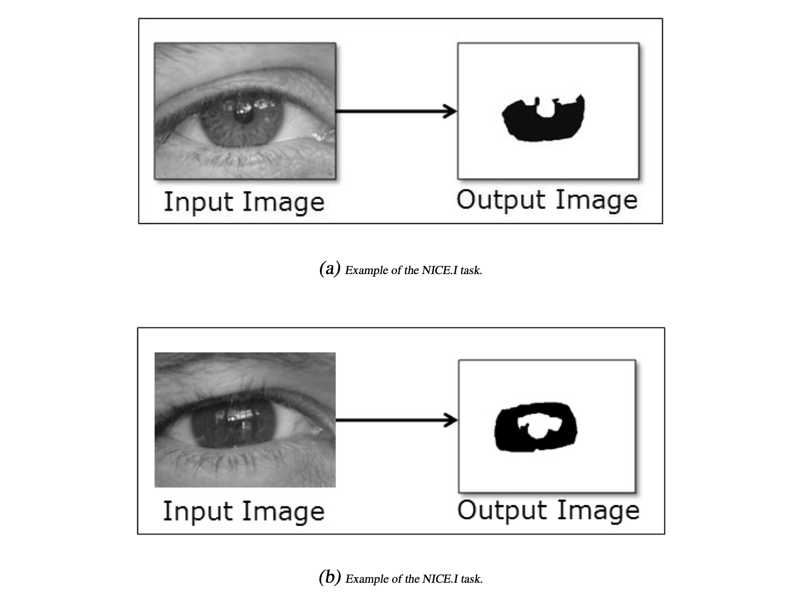 Input Image
Output Image
(a) Example of the NICE.I task.
Input Image
Output Image
(b) Example of the NICE.I task.